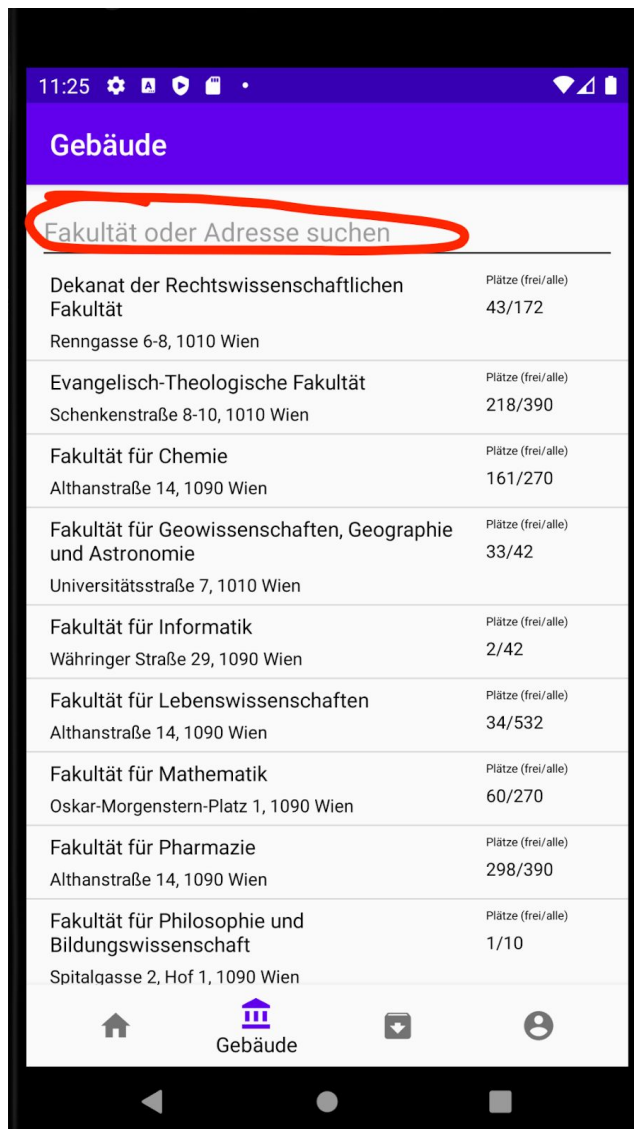 11:25
Gebäude
Fakultät oder Adresse suchen
Dekanat der Rechtswissenschaftlichen
Fakultät
Renngasse 6-8, 1010 Wien
Plätze (frei/alle)
43/172
Evangelisch-Theologische Fakultät
Schenkenstraße 8-10, 1010 Wien
Plätze (frei/alle)
218/390
Fakultät für Chemie
Althanstraße 14, 1090 Wien
Plätze (frei/alle)
161/270
Fakultät für Geowissenschaften, Geographie
und Astronomie
Universitätsstraße 7, 1010 Wien
Plätze (frei/alle)
33/42
Fakultät für Informatik
Währinger Straße 29, 1090 Wien
Plätze (frei/alle)
2/42
Fakultät für Lebenswissenschaften
Althanstraße 14, 1090 Wien
Plätze (frei/alle)
34/532
Fakultät für Mathematik
Oskar-Morgenstern-Platz 1, 1090 Wien
Plätze (frei/alle)
60/270
Fakultät für Pharmazie
Althanstraße 14, 1090 Wien
Plätze (frei/alle)
298/390
Fakultät für Philosophie und
Bildungswissenschaft
Spitalgasse 2, Hof 1, 1090 Wien
Plätze (frei/alle)
1/10
Gebäude